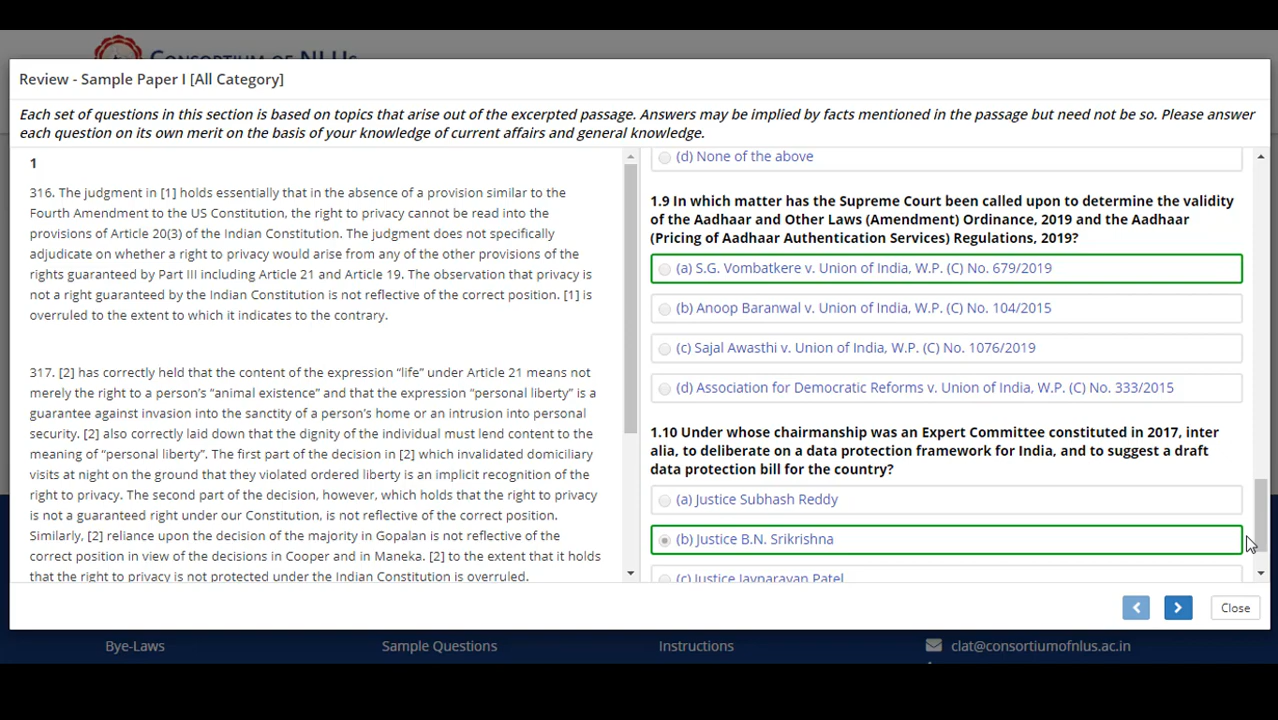 CONSORTIUM OF NLUS
Review - Sample Paper I [All Category]
Each set of questions in this section is based on topics that arise out of the excerpted passage. Answers may be implied by facts mentioned in the passage but need not be so. Please answer
each question on its own merit on the basis of your knowledge of current affairs and general knowledge.
1
316. The judgment in [1] holds essentially that in the absence of a provision similar to the
Fourth Amendment to the US Constitution, the right to privacy cannot be read into the
provisions of Article 20(3) of the Indian Constitution. The judgment does not specifically
adjudicate on whether a right to privacy would arise from any of the other provisions of the
rights guaranteed by Part III including Article 21 and Article 19. The observation that privacy is
not a right guaranteed by the Indian Constitution is not reflective of the correct position. [1] is
overruled to the extent to which it indicates to the contrary.
317. [2] has correctly held that the content of the expression “life” under Article 21 means not
merely the right to a person’s “animal existence” and that the expression “personal liberty” is a
guarantee against invasion into the sanctity of a person’s home or an intrusion into personal
security. [2] also correctly laid down that the dignity of the individual must lend content to the
meaning of “personal liberty”. The first part of the decision in [2] which invalidated domiciliary
visits at night on the ground that they violated ordered liberty is an implicit recognition of the
right to privacy. The second part of the decision, however, which holds that the right to privacy
is not a guaranteed right under our Constitution, is not reflective of the correct position.
Similarly, [2] reliance upon the decision of the majority in Gopalan is not reflective of the
correct position in view of the decisions in Cooper and in Maneka. [2] to the extent that it holds
that the right to privacy is not protected under the Indian Constitution is overruled.
(d) None of the above
1.9 In which matter has the Supreme Court been called upon to determine the validity
of the Aadhaar and Other Laws (Amendment) Ordinance, 2019 and the Aadhaar
(Pricing of Aadhaar Authentication Services) Regulations, 2019?
(a) S.G. Vombatkere v. Union of India, W.P. (C) No. 679/2019
(b) Anoop Baranwal v. Union of India, W.P. (C) No. 104/2015
(c) Sajal Awasthi v. Union of India, W.P. (C) No. 1076/2019
(d) Association for Democratic Reforms v. Union of India, W.P. (C) No. 333/2015
1.10 Under whose chairmanship was an Expert Committee constituted in 2017, inter
alia, to deliberate on a data protection framework for India, and to suggest a draft
data protection bill for the country?
(a) Justice Subhash Reddy
(b) Justice B.N. Srikrishna
(c) Justice Jaynarayan Patel
Close
Bye-Laws
Sample Questions
Instructions
clat@consortiumofnlus.ac.in